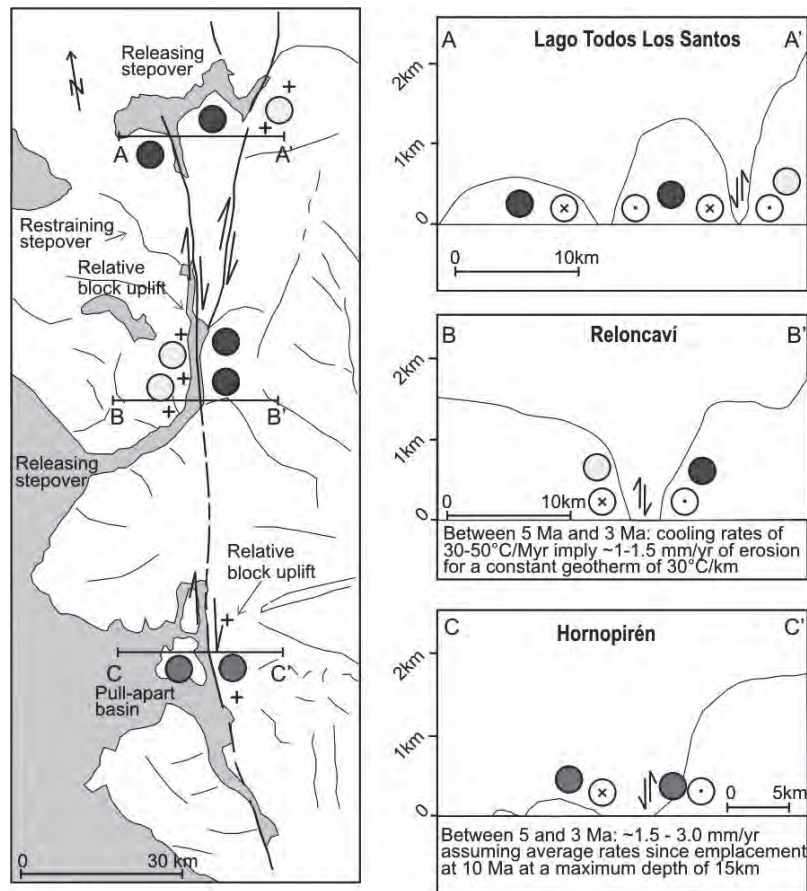 Releasing
stepover
N
A
A'
Restraining
stepover
Relative
block uplift
B
B'
Releasing
stepover
Relative
block uplift
C
C'
Pull-apart
basin
0
30 km
A
Lago Todos Los Santos
A'
2km
1km
0
0
10km
B
Reloncaví
B'
2km
1km
0
0
10km
Between 5 Ma and 3 Ma: cooling rates of
30-50°C/Myr imply ~1-1.5 mm/yr of erosion
for a constant geotherm of 30°C/km
C
Hornopirén
C'
2km
1km
0
0
5km
Between 5 and 3 Ma: ~1.5 - 3.0 mm/yr
assuming average rates since emplacement
at 10 Ma at a maximum depth of 15km